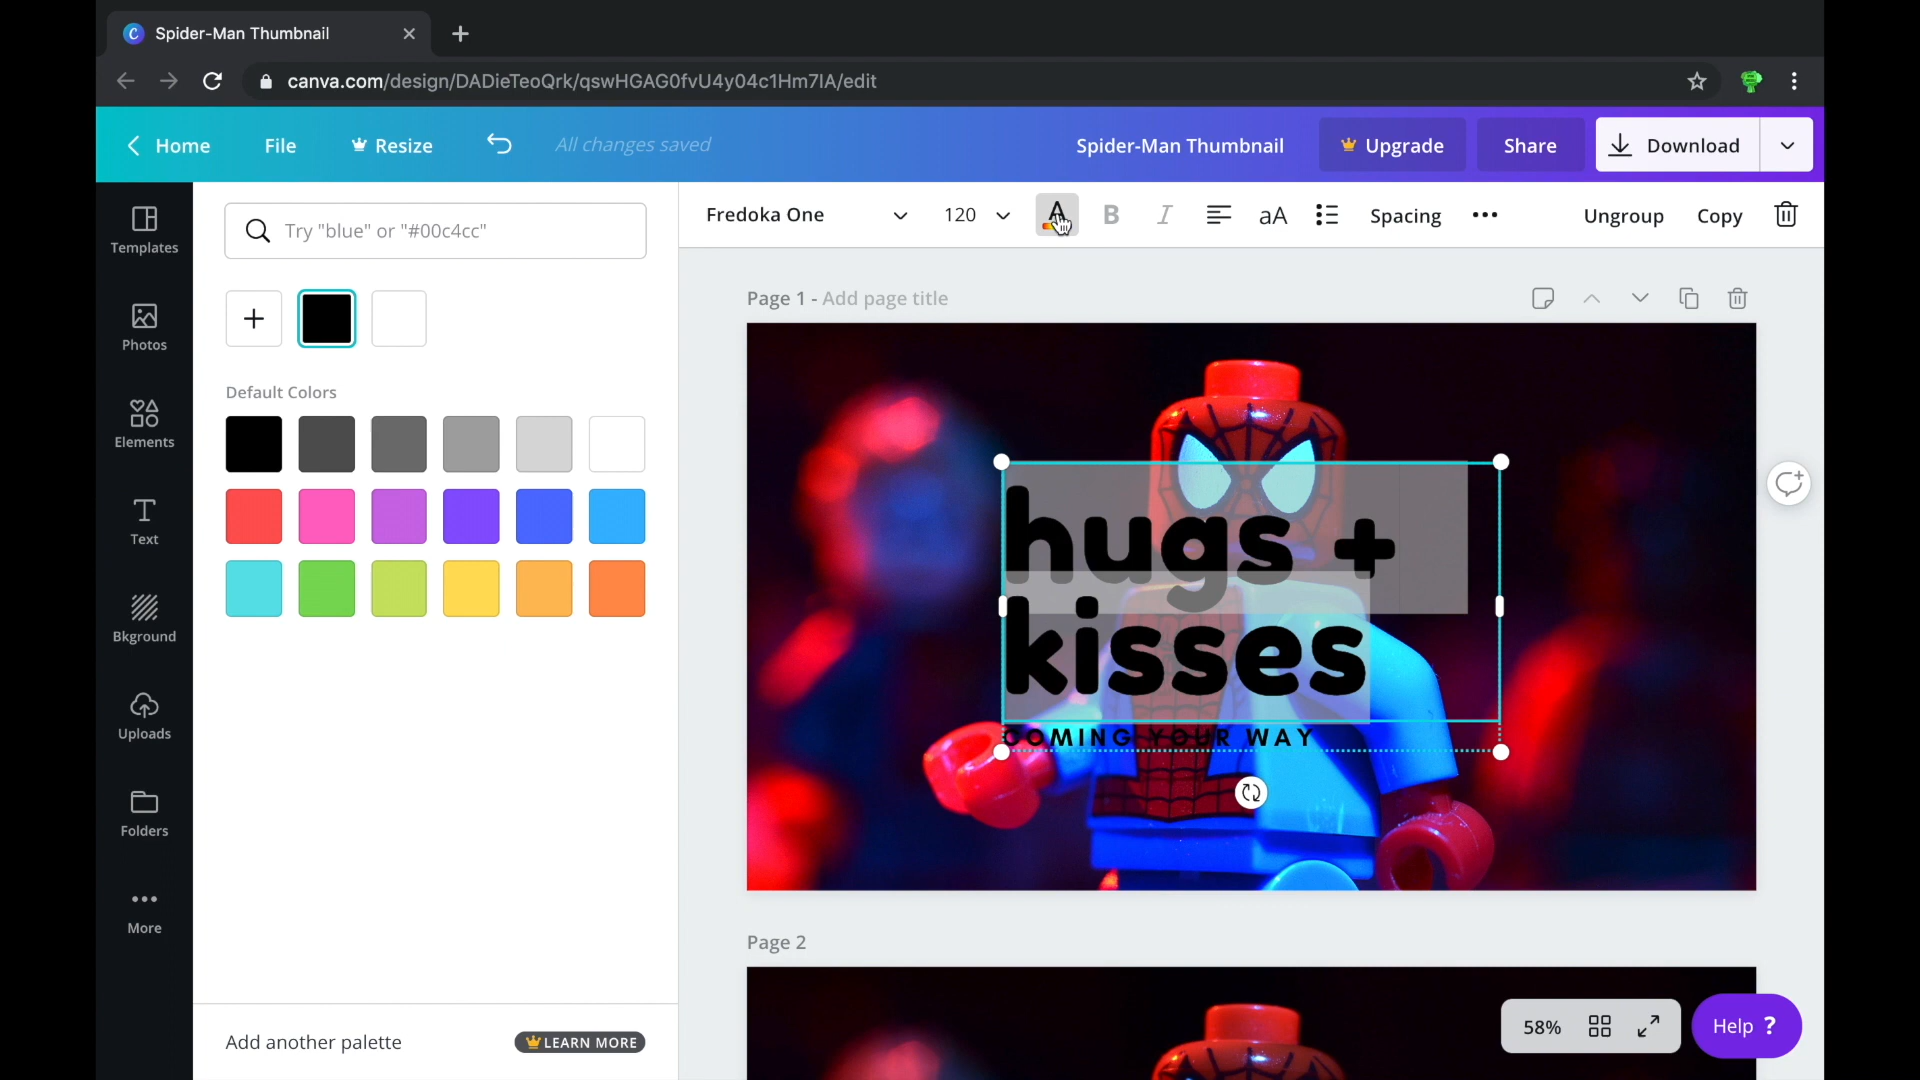 Spider-Man Thumbnail
canva.com/design/DADieTeoQrk/qswHGAG0fvU4y04c1Hm7IA/edit
Home
File
Resize
All changes saved
Spider-Man Thumbnail
Upgrade
Share
Download
Templates
Photos
Elements
Text
Bkground
Uploads
Folders
More
Try "blue" or "#00c4cc"
Default Colors
Add another palette
LEARN MORE
Fredoka One
120
A
B
I
aA
Spacing
Ungroup
Copy
Page 1 - Add page title
hugs +
kisses
COMING YOUR WAY
Page 2
58%
Help ?